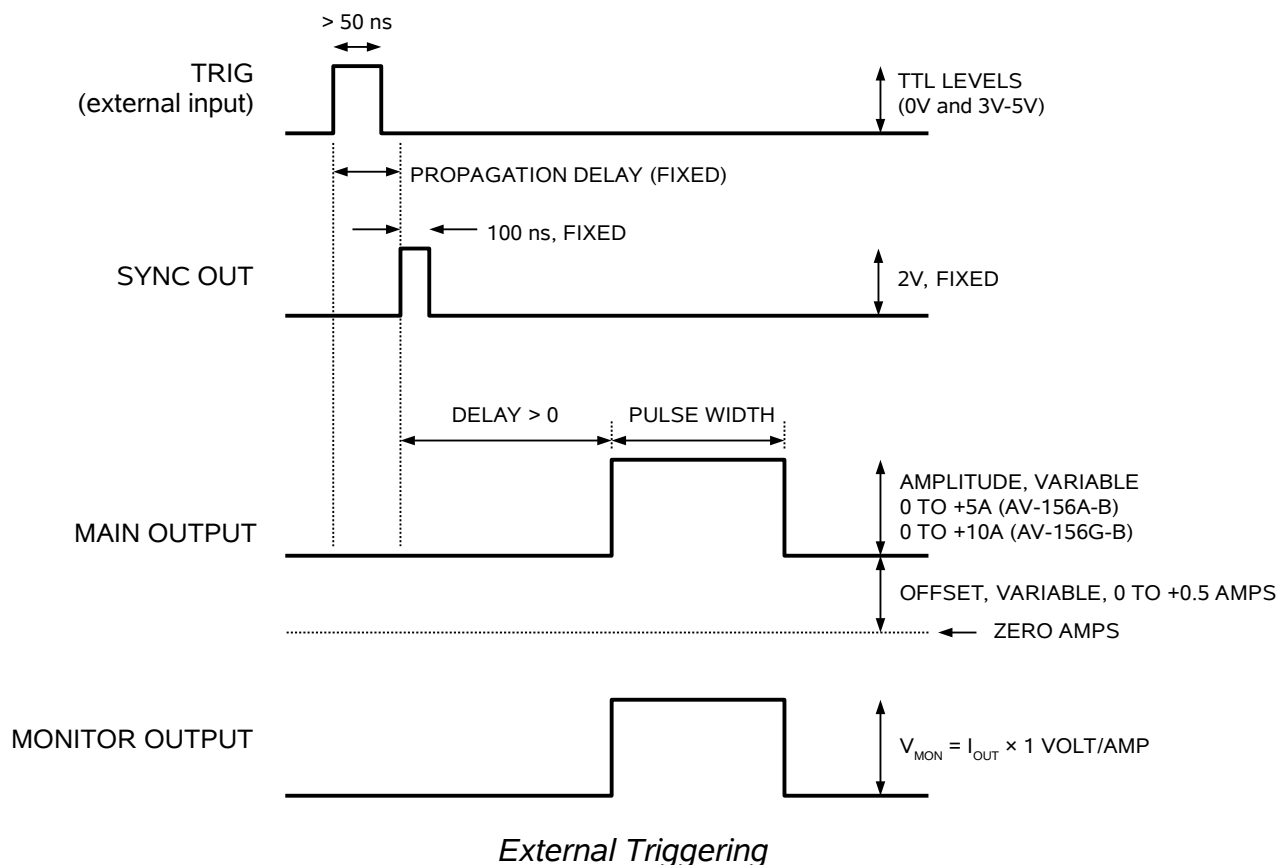 > 50 ns
TRIG
(external input)
TTL LEVELS
(0V and 3V-5V)
PROPAGATION DELAY (FIXED)
100 ns, FIXED
SYNC OUT
2V, FIXED
DELAY > 0
PULSE WIDTH
MAIN OUTPUT
AMPLITUDE, VARIABLE
0 TO +5A (AV-156A-B)
0 TO +10A (AV-156G-B)
OFFSET, VARIABLE, 0 TO +0.5 AMPS
ZERO AMPS
MONITOR OUTPUT
VMON = IOUT × 1 VOLT/AMP
External Triggering